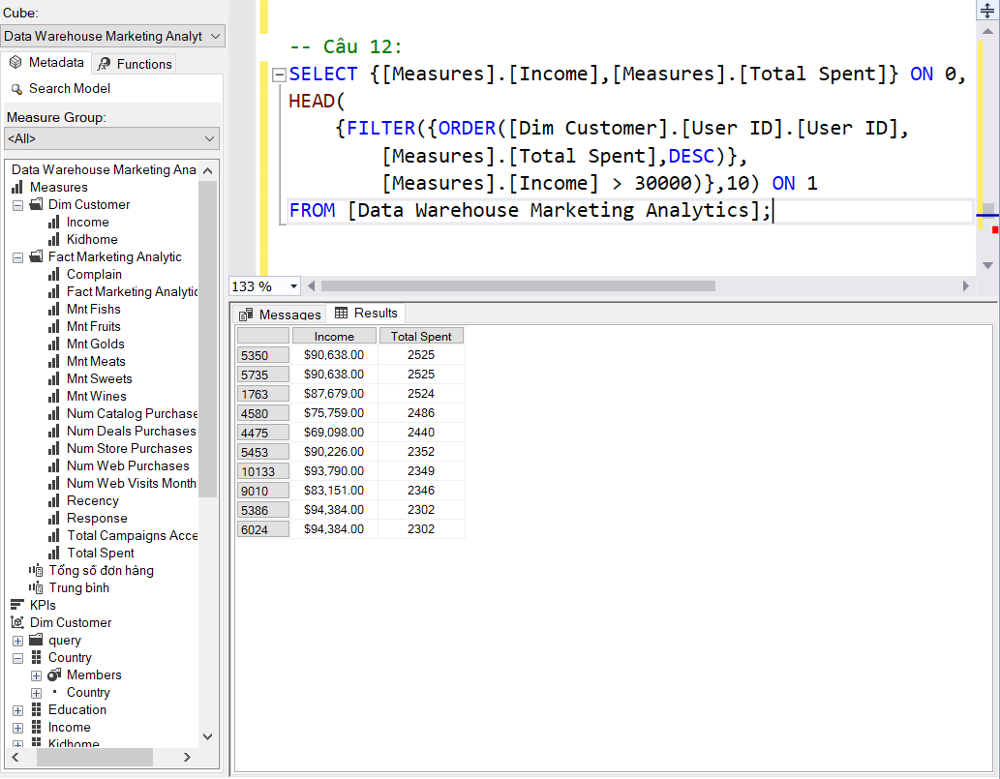 Cube:
Data Warehouse Marketing Analyt
Metadata
Functions
Search Model
Measure Group:
<All>
Data Warehouse Marketing Ana
Measures
Dim Customer
Income
Kidhome
Fact Marketing Analytic
Complain
Fact Marketing Analytic
Mnt Fishs
Mnt Fruits
Mnt Golds
Mnt Meats
Mnt Sweets
Mnt Wines
Num Catalog Purchase
Num Deals Purchases
Num Store Purchases
Num Web Purchases
Num Web Visits Month
Recency
Response
Total Campaigns Acce
Total Spent
Tổng số đơn hàng
Trung bình
KPIs
Dim Customer
query
Country
Members
Country
Education
Income
Kidhome
-- Câu 12:
SELECT {[Measures].[Income],[Measures].[Total Spent]} ON 0,
HEAD(
{FILTER({ORDER([Dim Customer].[User ID].[User ID],
[Measures].[Total Spent],DESC)},
[Measures].[Income] > 30000)},10) ON 1
FROM [Data Warehouse Marketing Analytics];
133 %
Messages
Results
Income Total Spent
5350 $90,638.00 2525
5735 $90,638.00 2525
1763 $87,679.00 2524
4580 $75,759.00 2486
4475 $69,098.00 2440
5453 $90,226.00 2352
10133 $93,790.00 2349
9010 $83,151.00 2346
5386 $94,384.00 2302
6024 $94,384.00 2302